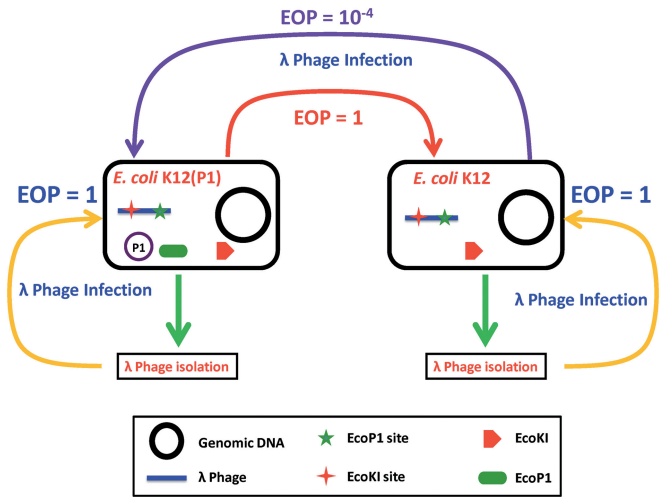 EOP = 10⁻⁴
λ Phage Infection
EOP = 1
E. coli K12(P1)
E. coli K12
EOP = 1
EOP = 1
P1
λ Phage Infection
λ Phage Infection
λ Phage isolation
λ Phage isolation
Genomic DNA
EcoP1 site
EcoKI
λ Phage
EcoKI site
EcoP1